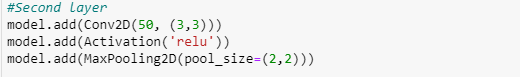 #Second layer
model.add(Conv2D(50, (3,3)))
model.add(Activation('relu'))
model.add(MaxPooling2D(pool_size=(2,2)))